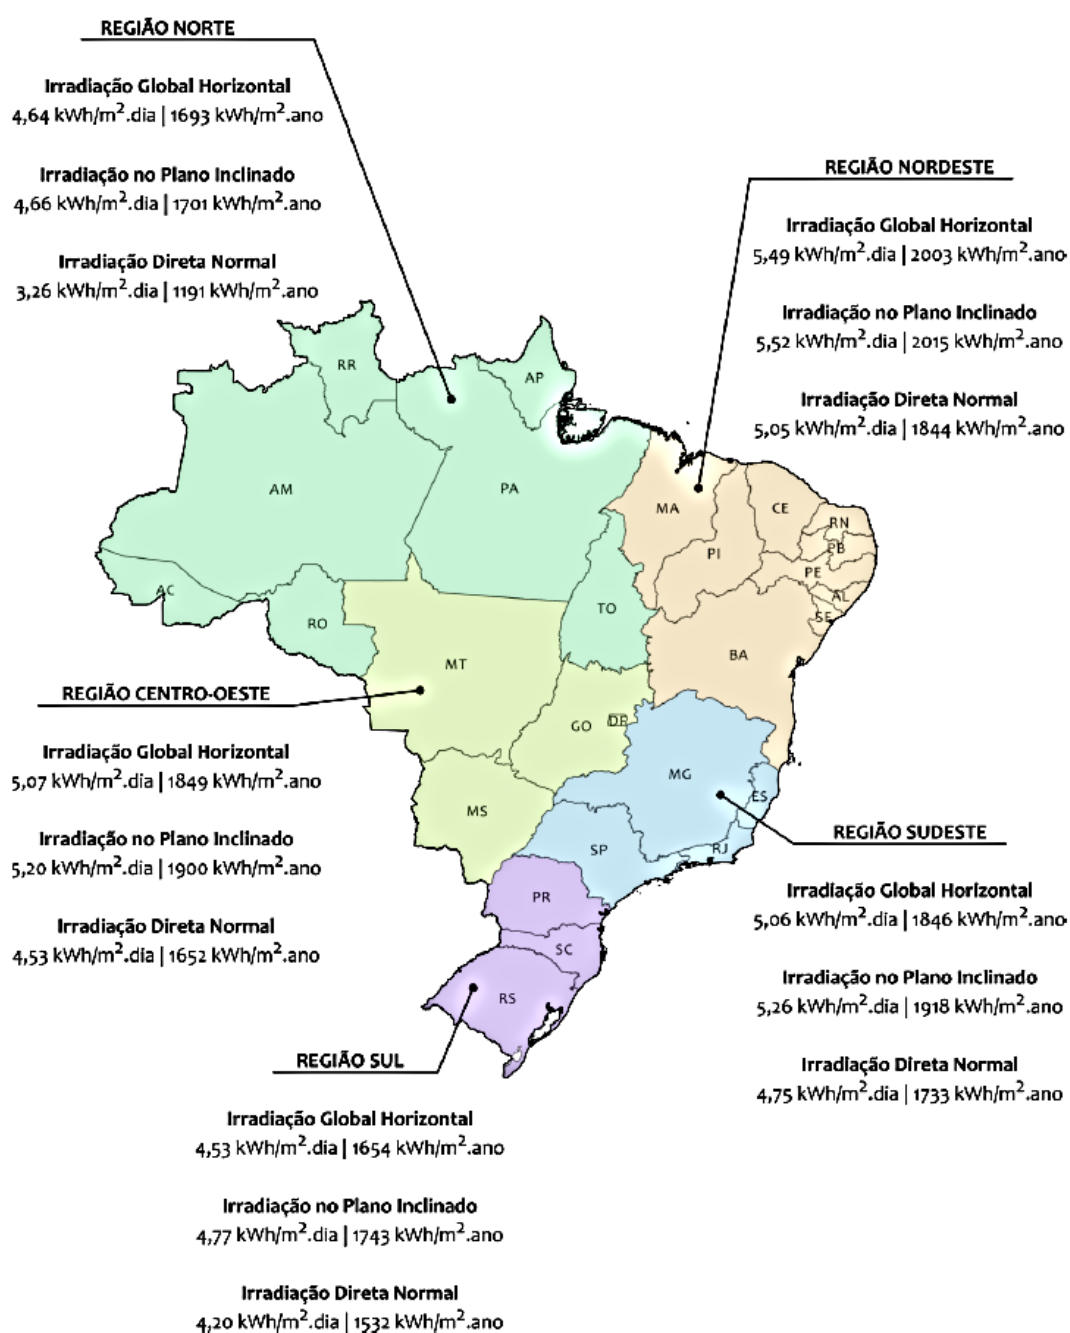 REGIÃO NORTE
Irradiação Global Horizontal
4,64 kWh/m².dia | 1693 kWh/m².ano
Irradiação no Plano Inclinado
4,66 kWh/m².dia | 1701 kWh/m².ano
Irradiação Direta Normal
3,26 kWh/m².dia | 1191 kWh/m².ano
REGIÃO NORDESTE
Irradiação Global Horizontal
5,49 kWh/m².dia | 2003 kWh/m².ano
Irradiação no Plano Inclinado
5,52 kWh/m².dia | 2015 kWh/m².ano
Irradiação Direta Normal
5,05 kWh/m².dia | 1844 kWh/m².ano
RR
AP
AM
PA
MA
CE
RN
PB
PI
PE
AL
SE
AC
RO
TO
BA
MT
GO
DF
MG
ES
MS
SP
RJ
PR
SC
RS
REGIÃO CENTRO-OESTE
Irradiação Global Horizontal
5,07 kWh/m².dia | 1849 kWh/m².ano
Irradiação no Plano Inclinado
5,20 kWh/m².dia | 1900 kWh/m².ano
Irradiação Direta Normal
4,53 kWh/m².dia | 1652 kWh/m².ano
REGIÃO SUDESTE
Irradiação Global Horizontal
5,06 kWh/m².dia | 1846 kWh/m².ano
Irradiação no Plano Inclinado
5,26 kWh/m².dia | 1918 kWh/m².ano
Irradiação Direta Normal
4,75 kWh/m².dia | 1733 kWh/m².ano
REGIÃO SUL
Irradiação Global Horizontal
4,53 kWh/m².dia | 1654 kWh/m².ano
Irradiação no Plano Inclinado
4,77 kWh/m².dia | 1743 kWh/m².ano
Irradiação Direta Normal
4,20 kWh/m².dia | 1532 kWh/m².ano